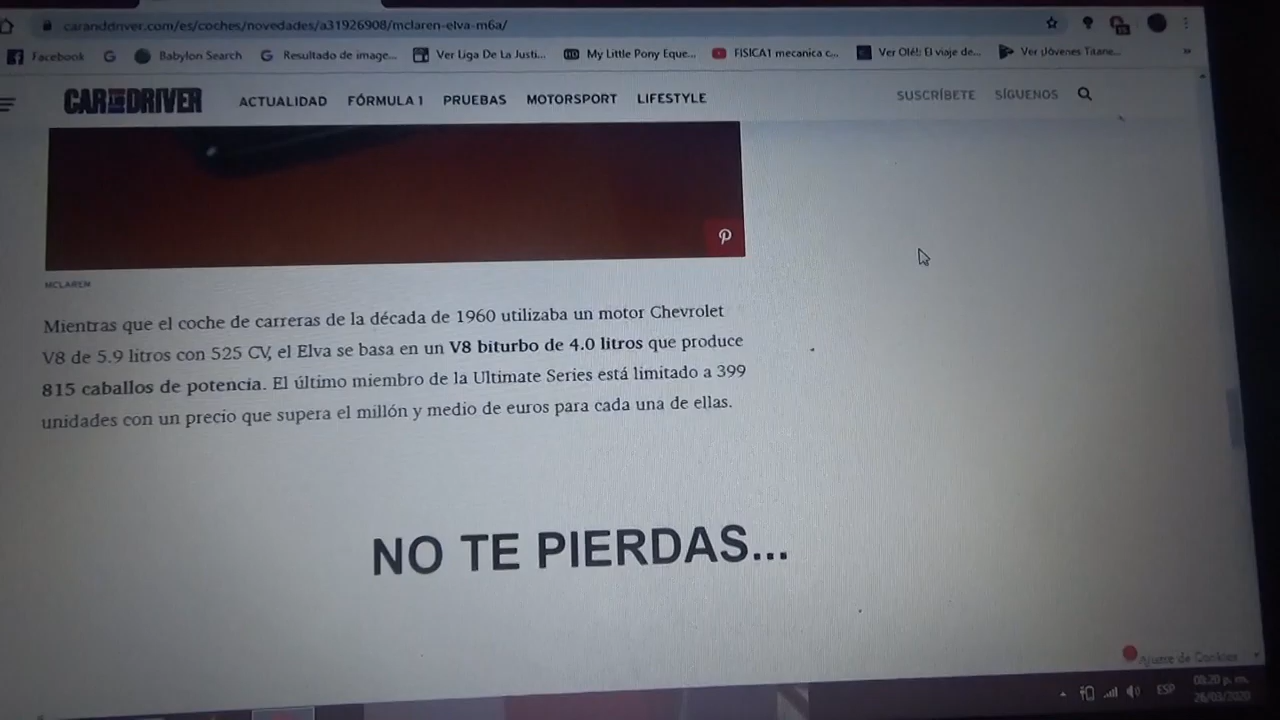 caranddriver.com/es/coches/novedades/a31926908/mclaren-elva-m6a/
Facebook
Babylon Search
Resultado de image...
Ver Liga De La Justi...
My Little Pony Eque...
FISICA1 mecanica c...
Ver Olé!: El viaje de...
Ver ¡Jóvenes Titane...
CAR AND DRIVER
ACTUALIDAD
FÓRMULA 1
PRUEBAS
MOTORSPORT
LIFESTYLE
SUSCRÍBETE
SÍGUENOS
MCLAREN
Mientras que el coche de carreras de la década de 1960 utilizaba un motor Chevrolet
V8 de 5.9 litros con 525 CV, el Elva se basa en un V8 biturbo de 4.0 litros que produce
815 caballos de potencia. El último miembro de la Ultimate Series está limitado a 399
unidades con un precio que supera el millón y medio de euros para cada una de ellas.
NO TE PIERDAS...
Ajuste de Cookies
ESP
08:20 p. m.
26/03/2020